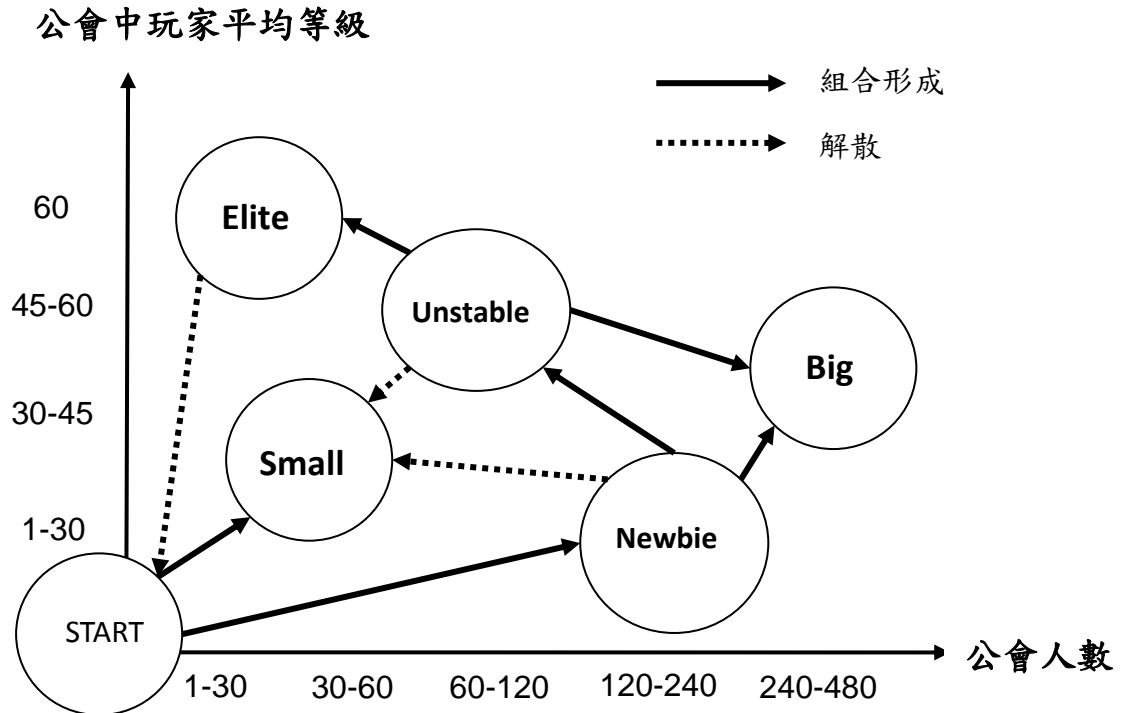 公會中玩家平均等級
組合形成
解散
60
Elite
45-60
Unstable
Big
30-45
Small
1-30
Newbie
START
公會人數
1-30 30-60 60-120 120-240 240-480